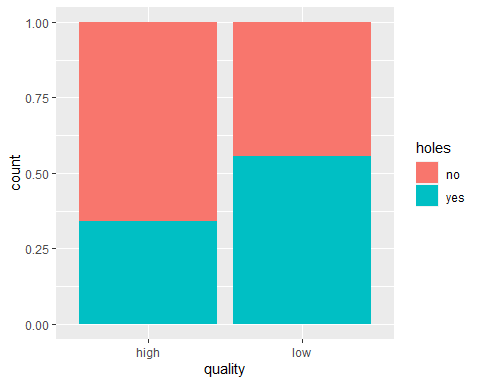 1.00
0.75
0.50
0.25
0.00
count
high low
quality
holes
no
yes